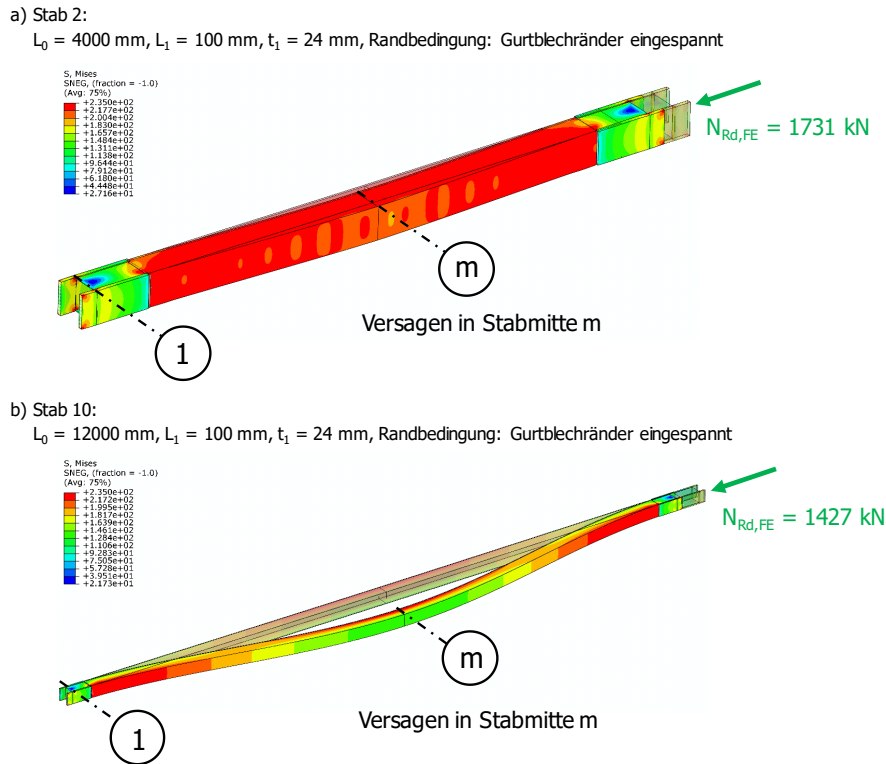 a) Stab 2:
L₀ = 4000 mm, L₁ = 100 mm, t₁ = 24 mm, Randbedingung: Gurtblechränder eingespannt
S, Mises
SNEG, (fraction = -1.0)
(Avg: 75%)
+2.350e+02
+2.177e+02
+2.004e+02
+1.830e+02
+1.657e+02
+1.484e+02
+1.311e+02
+1.138e+02
+9.644e+01
+7.912e+01
+6.180e+01
+4.448e+01
+2.716e+01
N_Rd,FE = 1731 kN
m
1
Versagen in Stabmitte m
b) Stab 10:
L₀ = 12000 mm, L₁ = 100 mm, t₁ = 24 mm, Randbedingung: Gurtblechränder eingespannt
S, Mises
SNEG, (fraction = -1.0)
(Avg: 75%)
+2.350e+02
+2.172e+02
+1.995e+02
+1.817e+02
+1.639e+02
+1.461e+02
+1.284e+02
+1.106e+02
+9.283e+01
+7.505e+01
+5.728e+01
+3.951e+01
+2.173e+01
N_Rd,FE = 1427 kN
m
1
Versagen in Stabmitte m